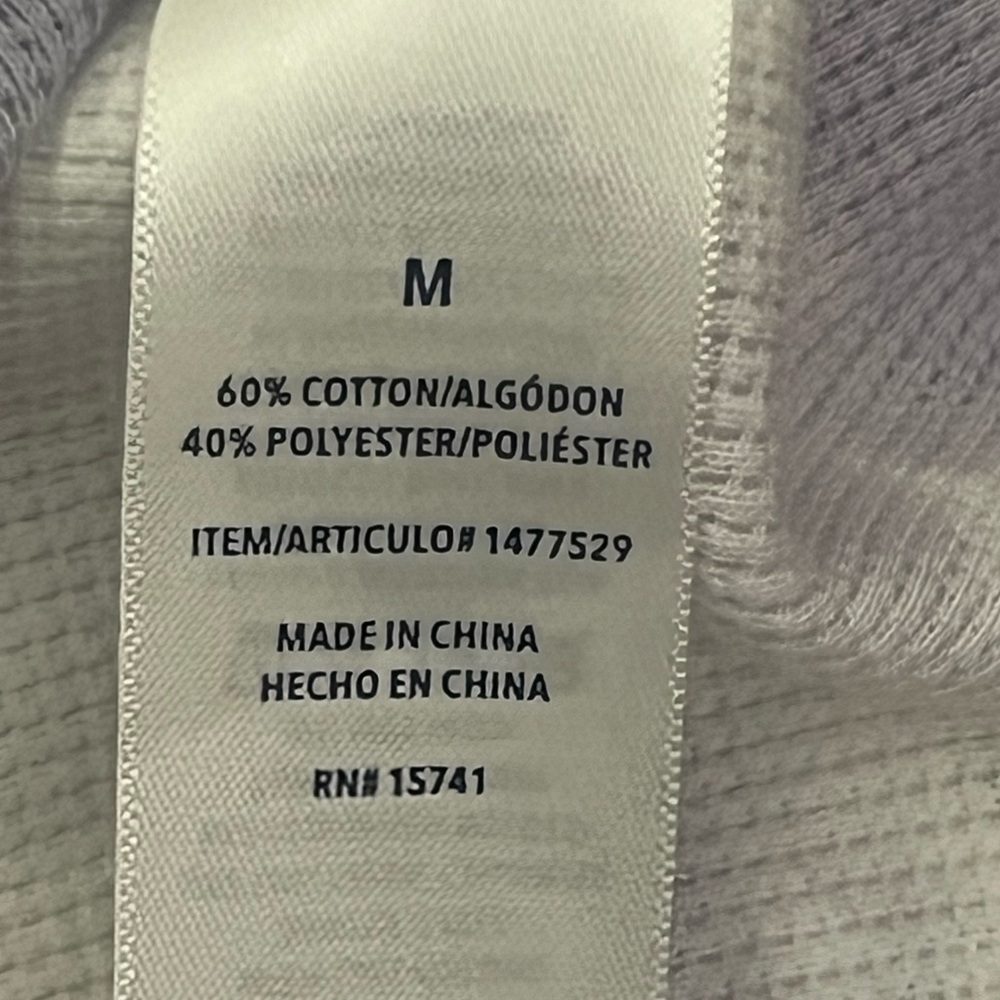 M
60% COTTON/ALGÓDON
40% POLYESTER/POLIÉSTER
ITEM/ARTICULO# 1477529
MADE IN CHINA
HECHO EN CHINA
RN# 15741